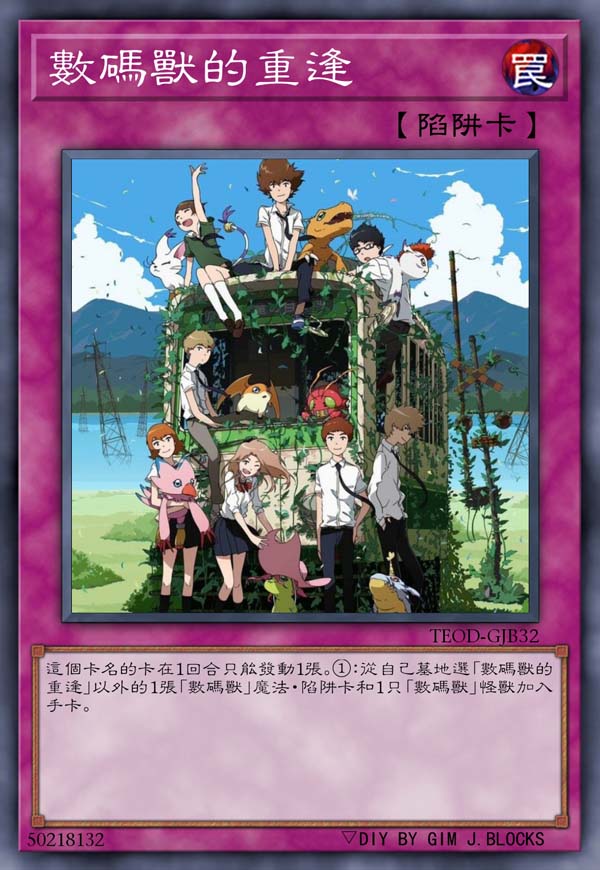 數碼獸的重逢
罠
【陷阱卡】
TEOD-GJB32
這個卡名的卡在1回合只能發動1張。①:從自己墓地選「數碼獸的
重逢」以外的1張「數碼獸」魔法·陷阱卡和1只「數碼獸」怪獸加入
手卡。
50218132
▽DIY BY GIM J.BLOCKS